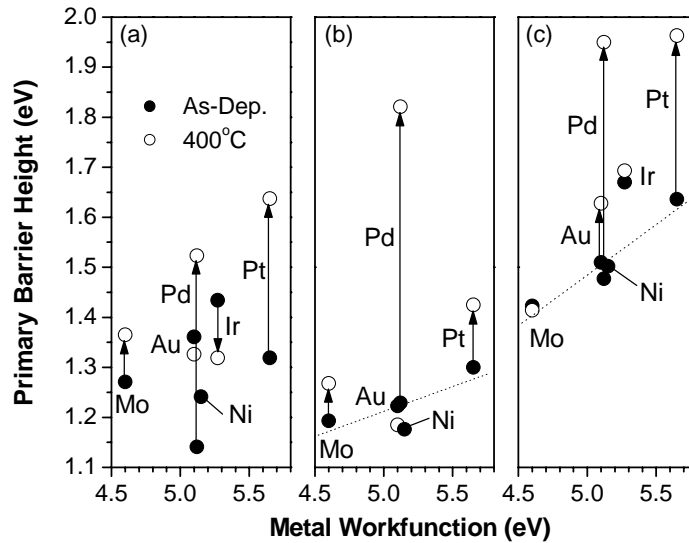 (a)
(b)
(c)
As-Dep.
400°C
Pd
Pt
Au
Ir
Mo
Ni
Pd
Pt
Au
Mo
Ni
Pd
Pt
Ir
Au
Ni
Mo
2.0
1.9
1.8
1.7
1.6
1.5
1.4
1.3
1.2
1.1
Primary Barrier Height (eV)
4.5 5.0 5.5 4.5 5.0 5.5 4.5 5.0 5.5
Metal Workfunction (eV)